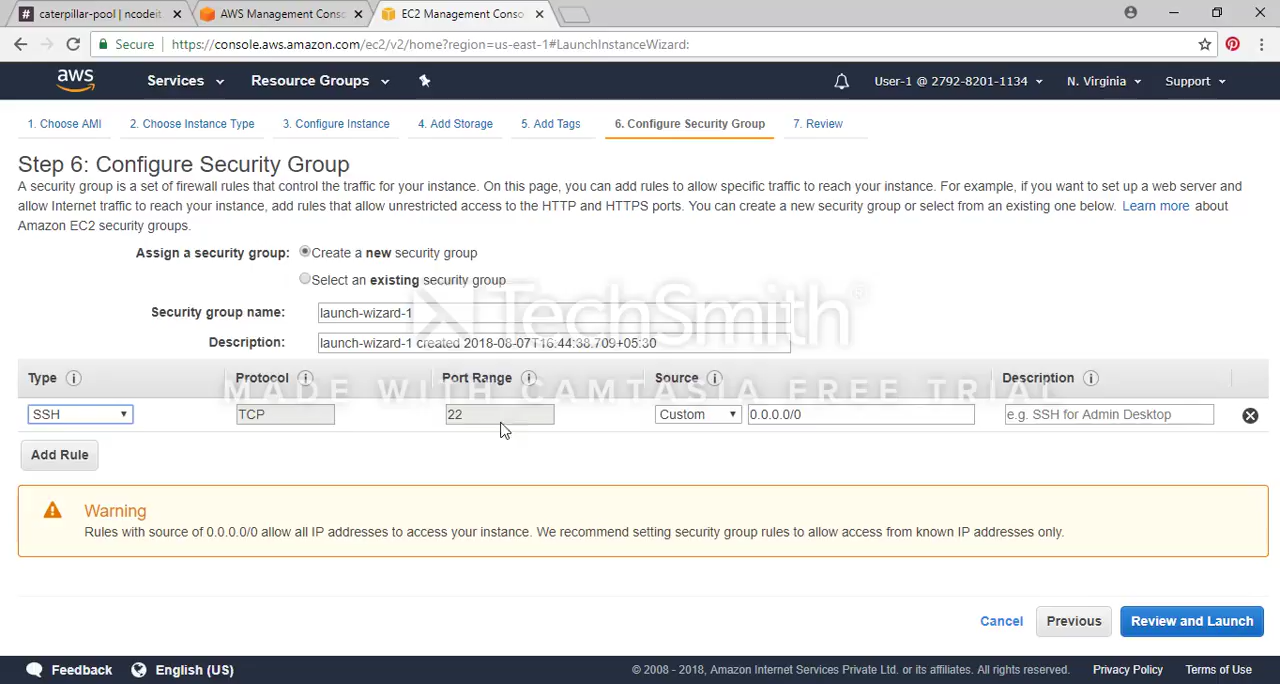 caterpillar-pool | ncodeit
AWS Management Consc
EC2 Management Conso
Secure
https://console.aws.amazon.com/ec2/v2/home?region=us-east-1#LaunchInstanceWizard:
aws
Services
Resource Groups
User-1 @ 2792-8201-1134
N. Virginia
Support
1. Choose AMI
2. Choose Instance Type
3. Configure Instance
4. Add Storage
5. Add Tags
6. Configure Security Group
7. Review
Step 6: Configure Security Group
A security group is a set of firewall rules that control the traffic for your instance. On this page, you can add rules to allow specific traffic to reach your instance. For example, if you want to set up a web server and
allow Internet traffic to reach your instance, add rules that allow unrestricted access to the HTTP and HTTPS ports. You can create a new security group or select from an existing one below. Learn more about
Amazon EC2 security groups.
Assign a security group: Create a new security group
Select an existing security group
Security group name: launch-wizard-1
Description: launch-wizard-1 created 2018-08-07T16:44:38.709+05:30
TechSmith®
MADE WITH CAMTASIA FREE TRIAL
Type i Protocol i Port Range i Source i Description i
SSH TCP 22 Custom 0.0.0.0/0 e.g. SSH for Admin Desktop
Add Rule
Warning
Rules with source of 0.0.0.0/0 allow all IP addresses to access your instance. We recommend setting security group rules to allow access from known IP addresses only.
Cancel Previous Review and Launch
Feedback English (US) © 2008 - 2018, Amazon Internet Services Private Ltd. or its affiliates. All rights reserved. Privacy Policy Terms of Use